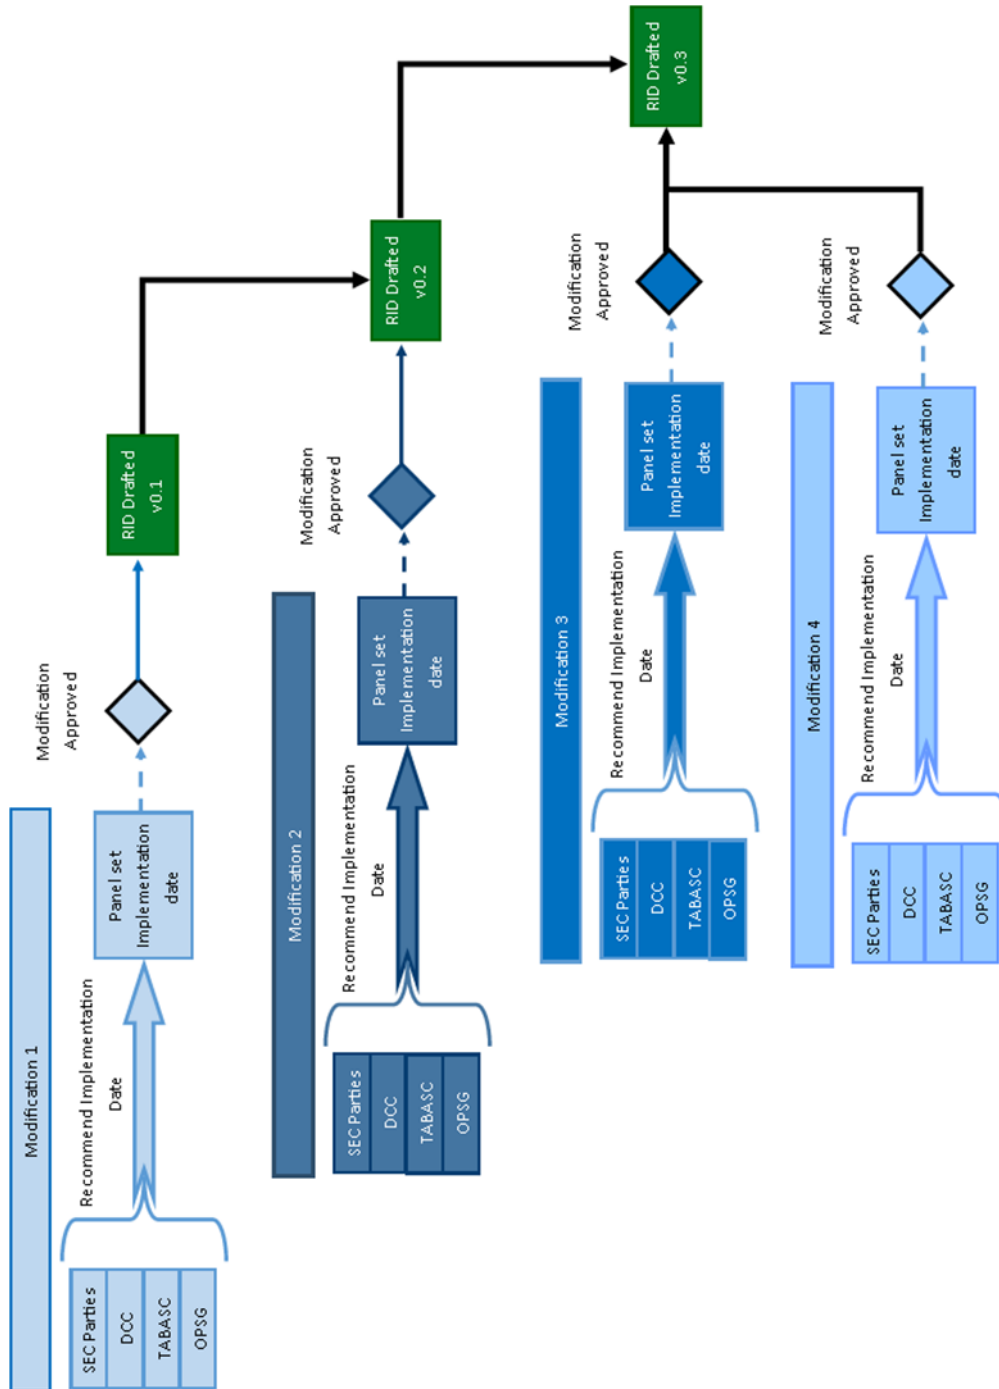 Modification 1
SEC Parties
DCC
TABASC
OPSG
Recommend Implementation
Date
Panel set
Implementation
date
Modification
Approved
RID Drafted
v0.1
Modification 2
SEC Parties
DCC
TABASC
OPSG
Recommend Implementation
Date
Panel set
Implementation
date
Modification
Approved
RID Drafted
v0.2
Modification 3
SEC Parties
DCC
TABASC
OPSG
Recommend Implementation
Date
Panel set
Implementation
date
Modification
Approved
RID Drafted
v0.3
Modification 4
SEC Parties
DCC
TABASC
OPSG
Recommend Implementation
Date
Panel set
Implementation
date
Modification
Approved